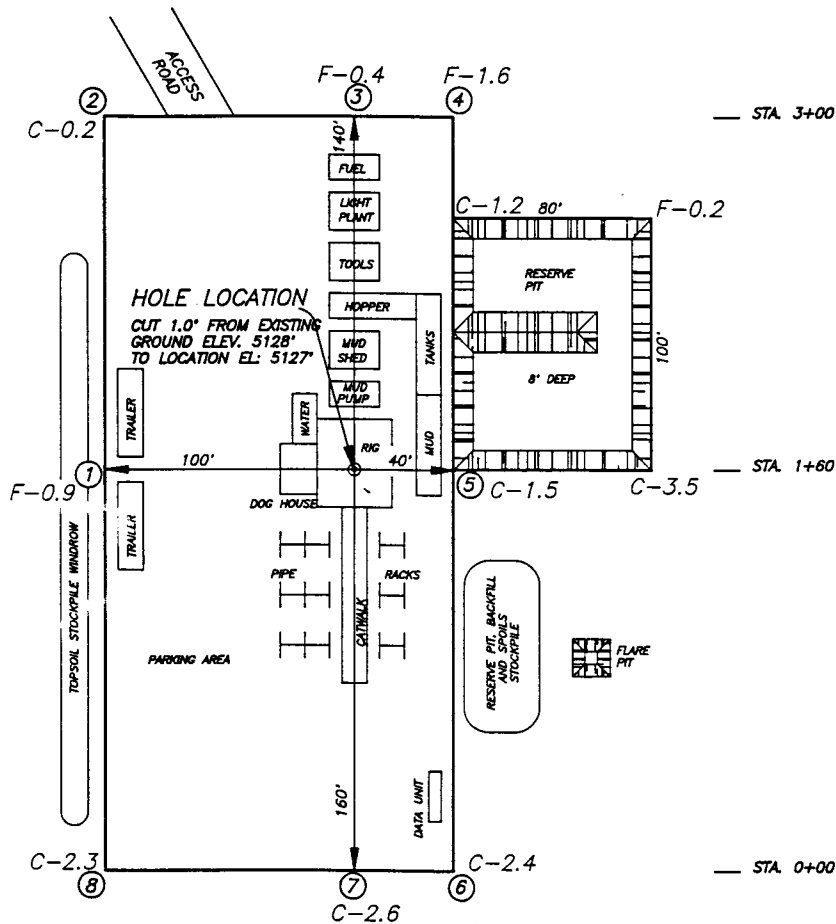 ACCESS
ROAD
F-0.4
F-1.6
2
3
4
STA. 3+00
C-0.2
140'
FUEL
LIGHT
PLANT
C-1.2
80'
F-0.2
TOOLS
RESERVE
PIT
HOLE LOCATION
HOPPER
CUT 1.0' FROM EXISTING
GROUND ELEV. 5128'
TO LOCATION EL: 5127'
MUD
SHED
TANKS
100'
8' DEEP
MUD
PUMP
TRAILER
WATER
MUD
RIG
1
100'
40'
STA. 1+60
5
F-0.9
C-1.5
C-3.5
DOG HOUSE
TRAILER
PIPE
RACKS
CATWALK
TOPSOIL STOCKPILE WINDROW
PARKING AREA
RESERVE PIT, BACKFILL
AND SPOILS
STOCKPILE
FLARE
PIT
160'
DATA UNIT
C-2.3
C-2.4
STA. 0+00
8
7
6
C-2.6